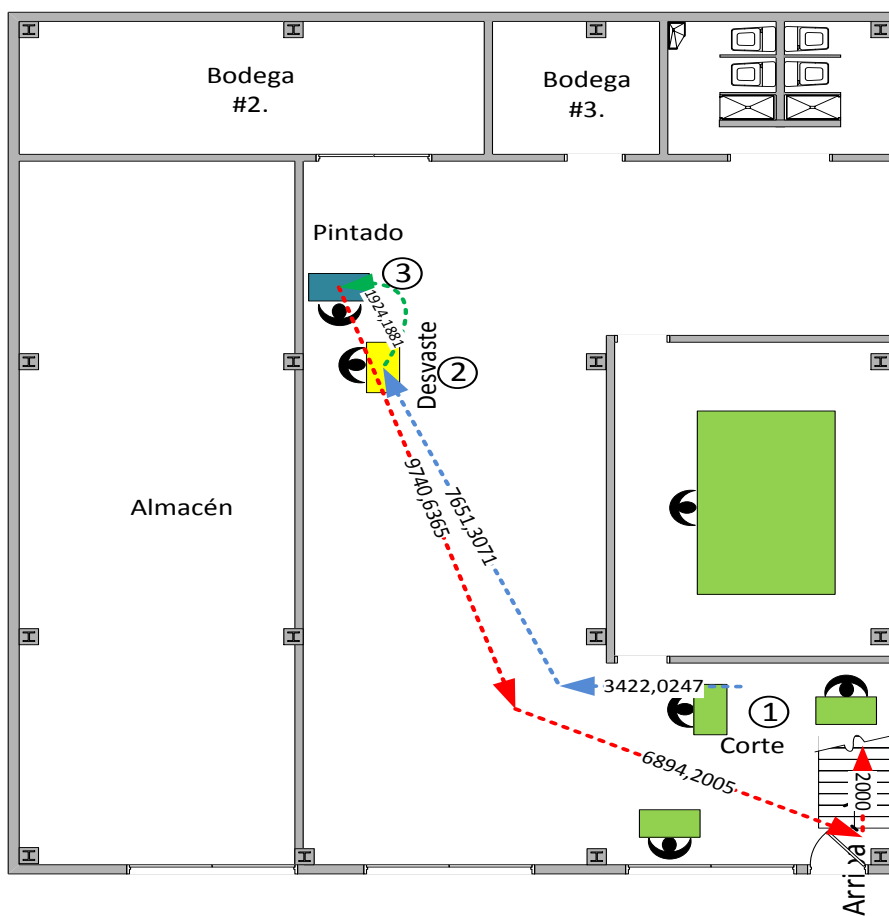 Bodega
#2.
Bodega
#3.
Pintado
3
1924,1881
Desvaste
2
Almacén
9740,6365
7651,3071
3422,0247
1
Corte
6894,2005
2000